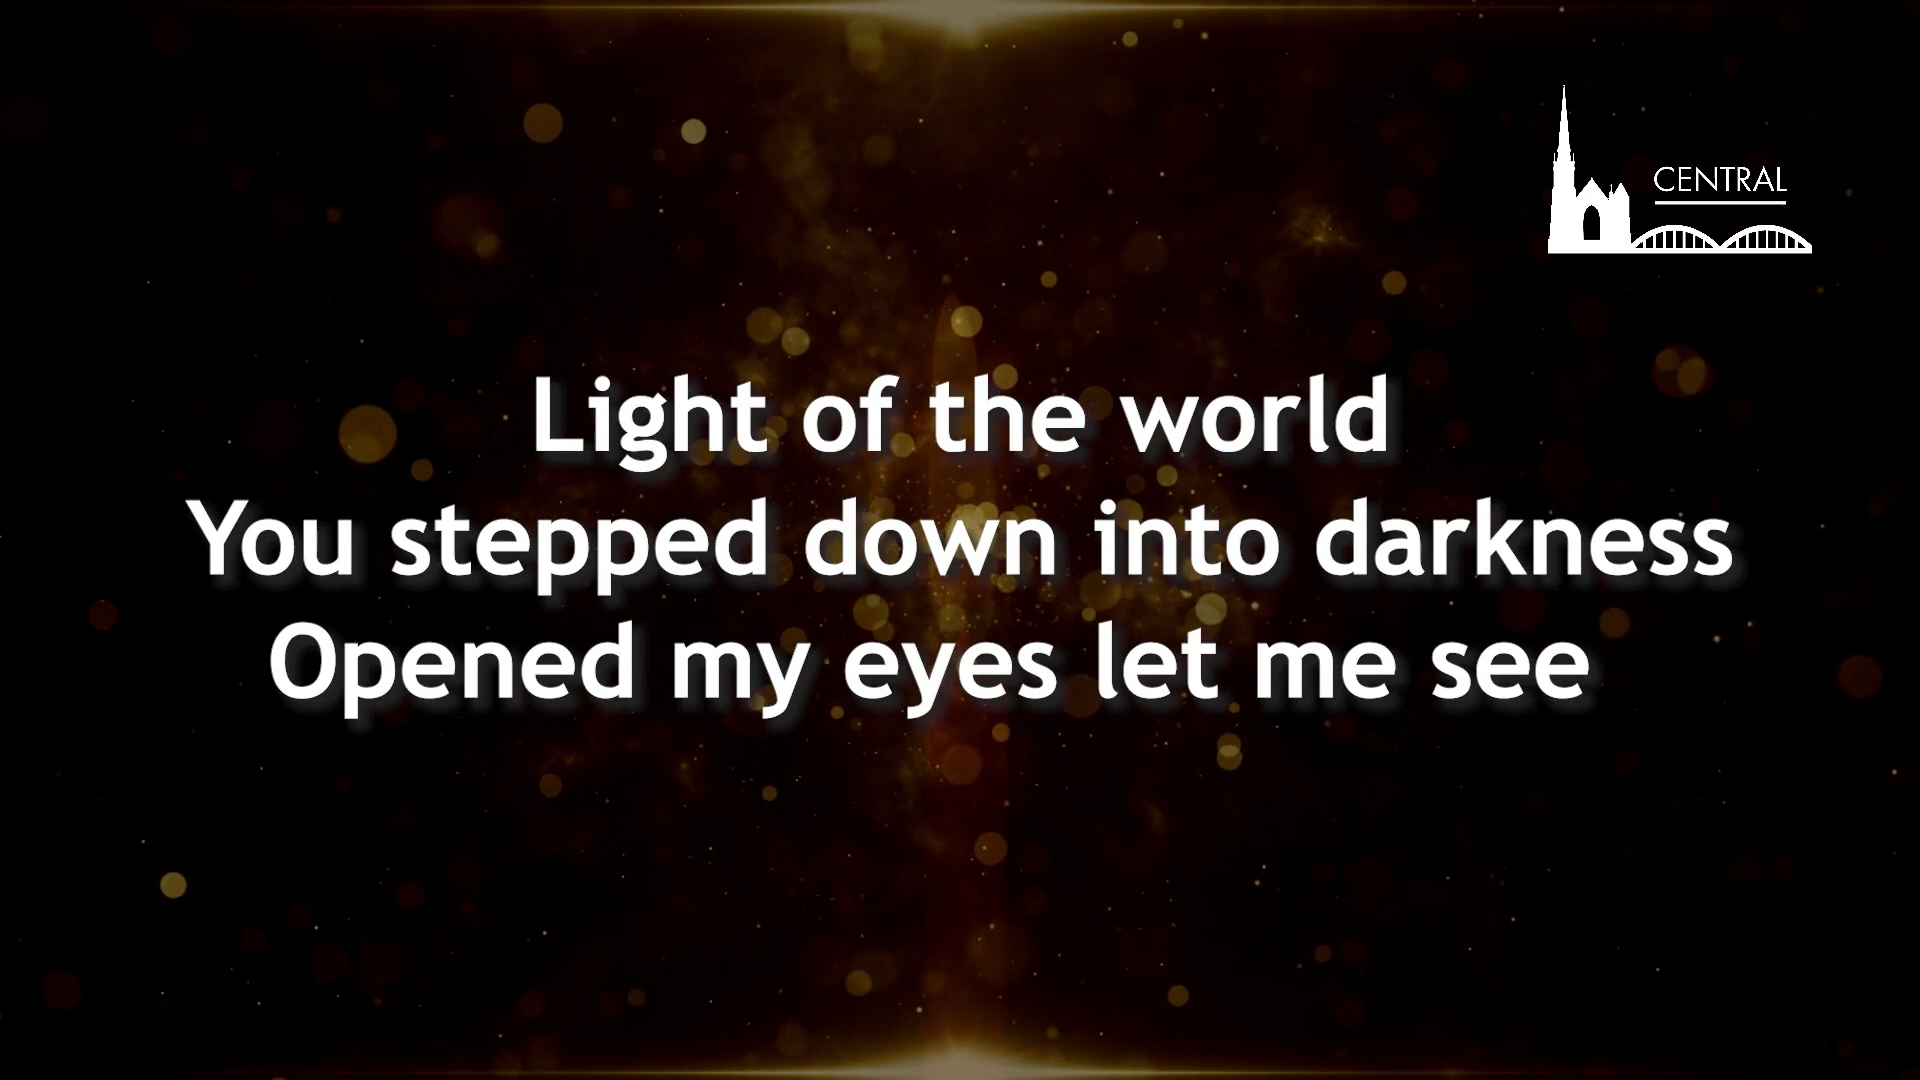 CENTRAL
Light of the world
You stepped down into darkness
Opened my eyes let me see